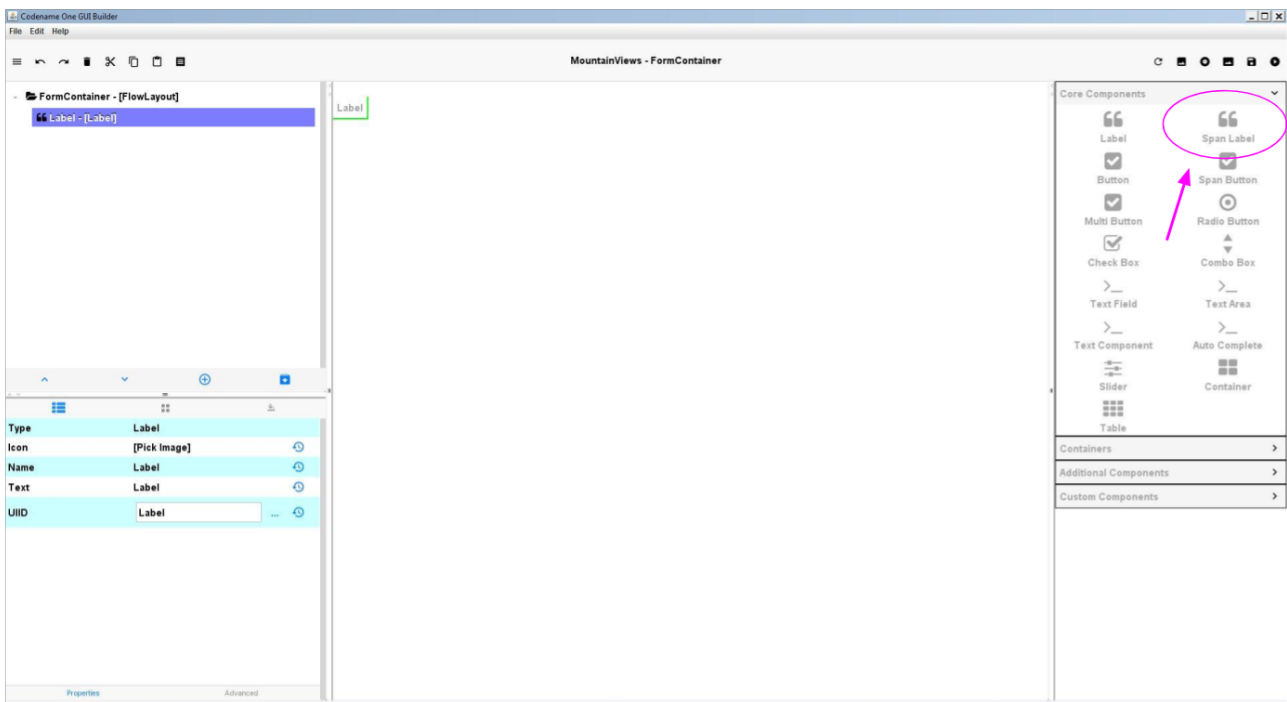 Codename One GUI Builder
File Edit Help
MountainViews - FormContainer
FormContainer - [FlowLayout]
Label - [Label]
Label
Core Components
Label Span Label
Button Span Button
Multi Button Radio Button
Check Box Combo Box
Text Field Text Area
Text Component Auto Complete
Slider Container
Table
Containers
Additional Components
Custom Components
Type Label
Icon [Pick Image]
Name Label
Text Label
UIID Label ...
Properties Advanced